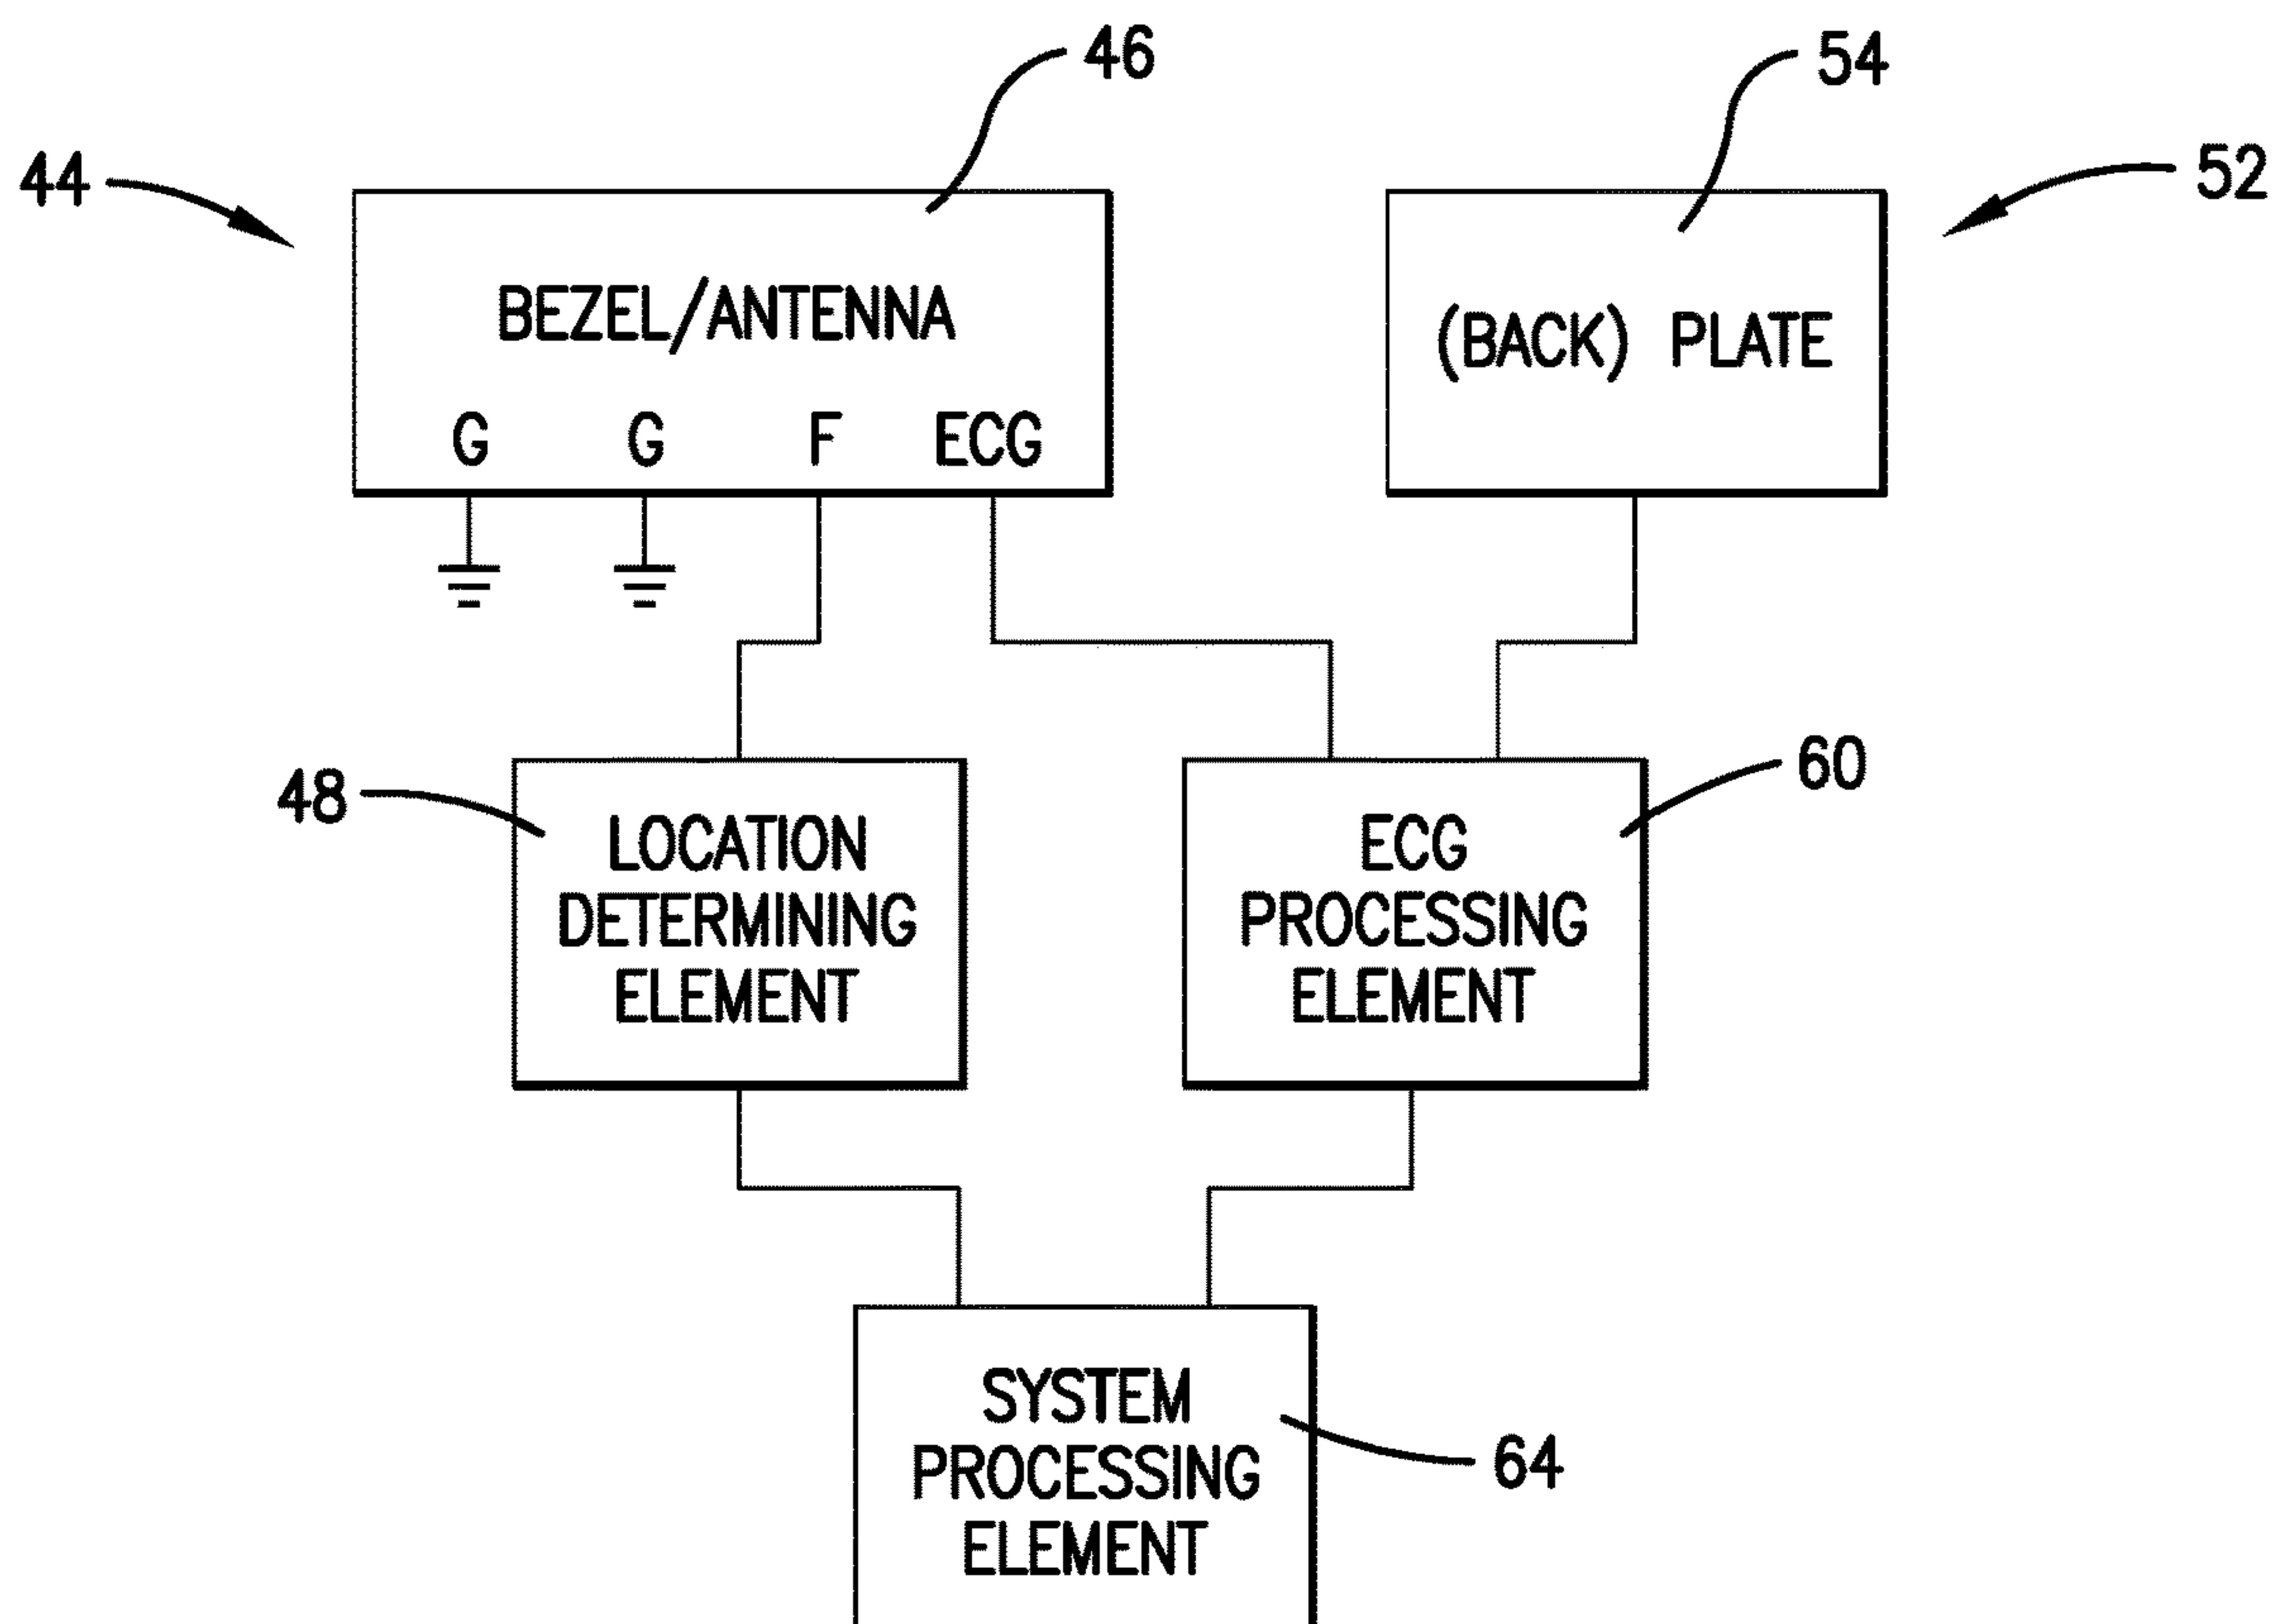 46
54
44
52
BEZEL/ANTENNA
(BACK) PLATE
G G F ECG
48
60
LOCATION
DETERMINING
ELEMENT
ECG
PROCESSING
ELEMENT
SYSTEM
PROCESSING
ELEMENT
64